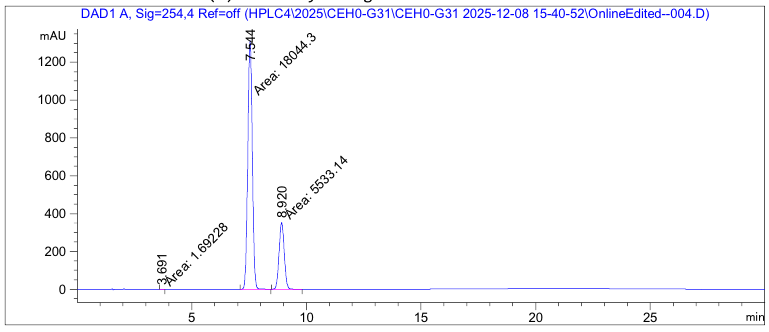 DAD1 A, Sig=254,4 Ref=off (HPLC4\2025\CEH0-G31\CEH0-G31 2025-12-08 15-40-52\OnlineEdited--004.D)
mAU
1200
1000
800
600
400
200
0
7.544
Area: 18044.3
8.920
Area: 5533.14
3.691
Area: 1.69228
5
10
15
20
25
min